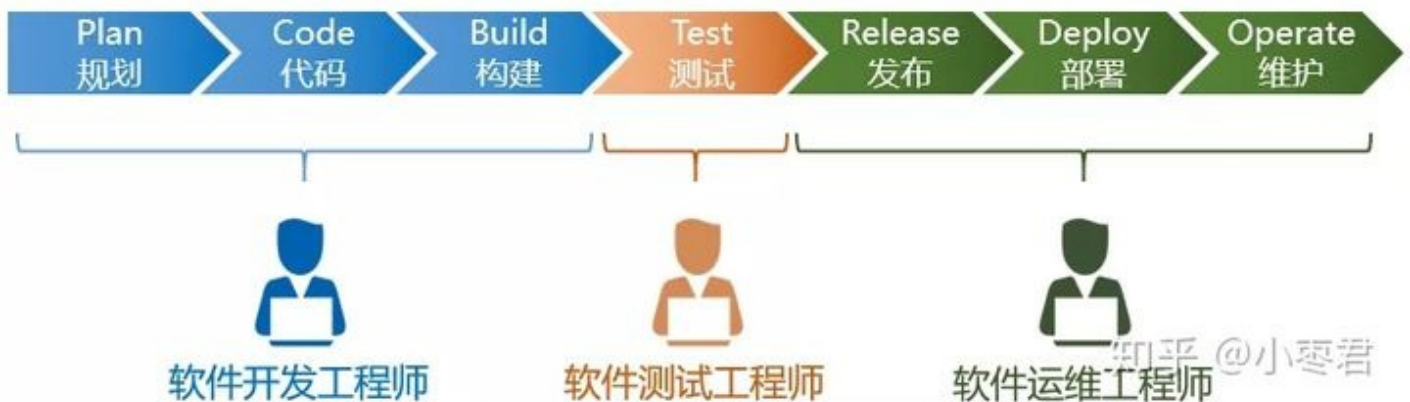 Plan
规划
Code
代码
Build
构建
Test
测试
Release
发布
Deploy
部署
Operate
维护
软件开发工程师
软件测试工程师
软件运维工程师
知乎 @小枣君